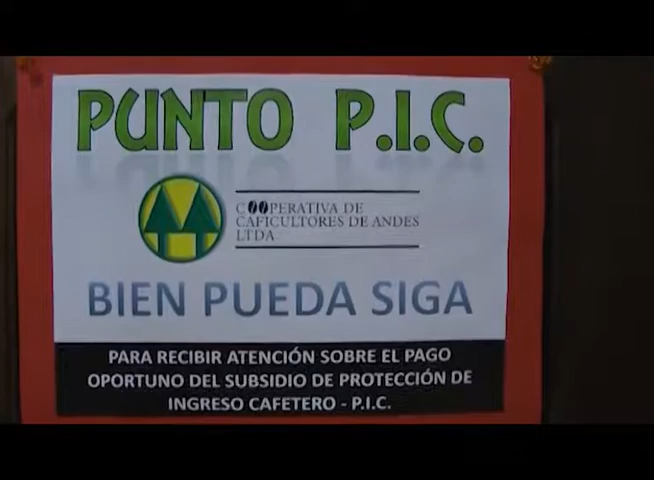 PUNTO P.I.C.
COOPERATIVA DE
CAFICULTORES DE ANDES
LTDA
BIEN PUEDA SIGA
PARA RECIBIR ATENCIÓN SOBRE EL PAGO
OPORTUNO DEL SUBSIDIO DE PROTECCIÓN DE
INGRESO CAFETERO - P.I.C.